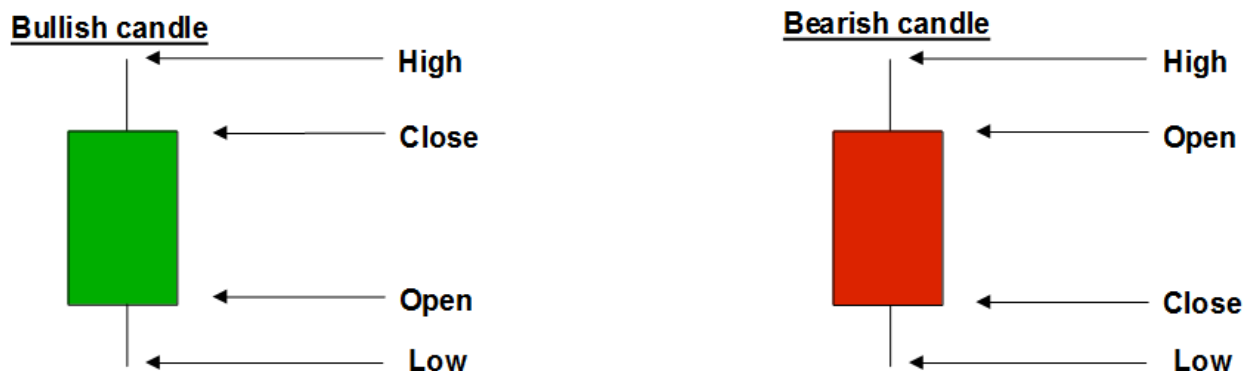 Bullish candle
High
Close
Open
Low
Bearish candle
High
Open
Close
Low